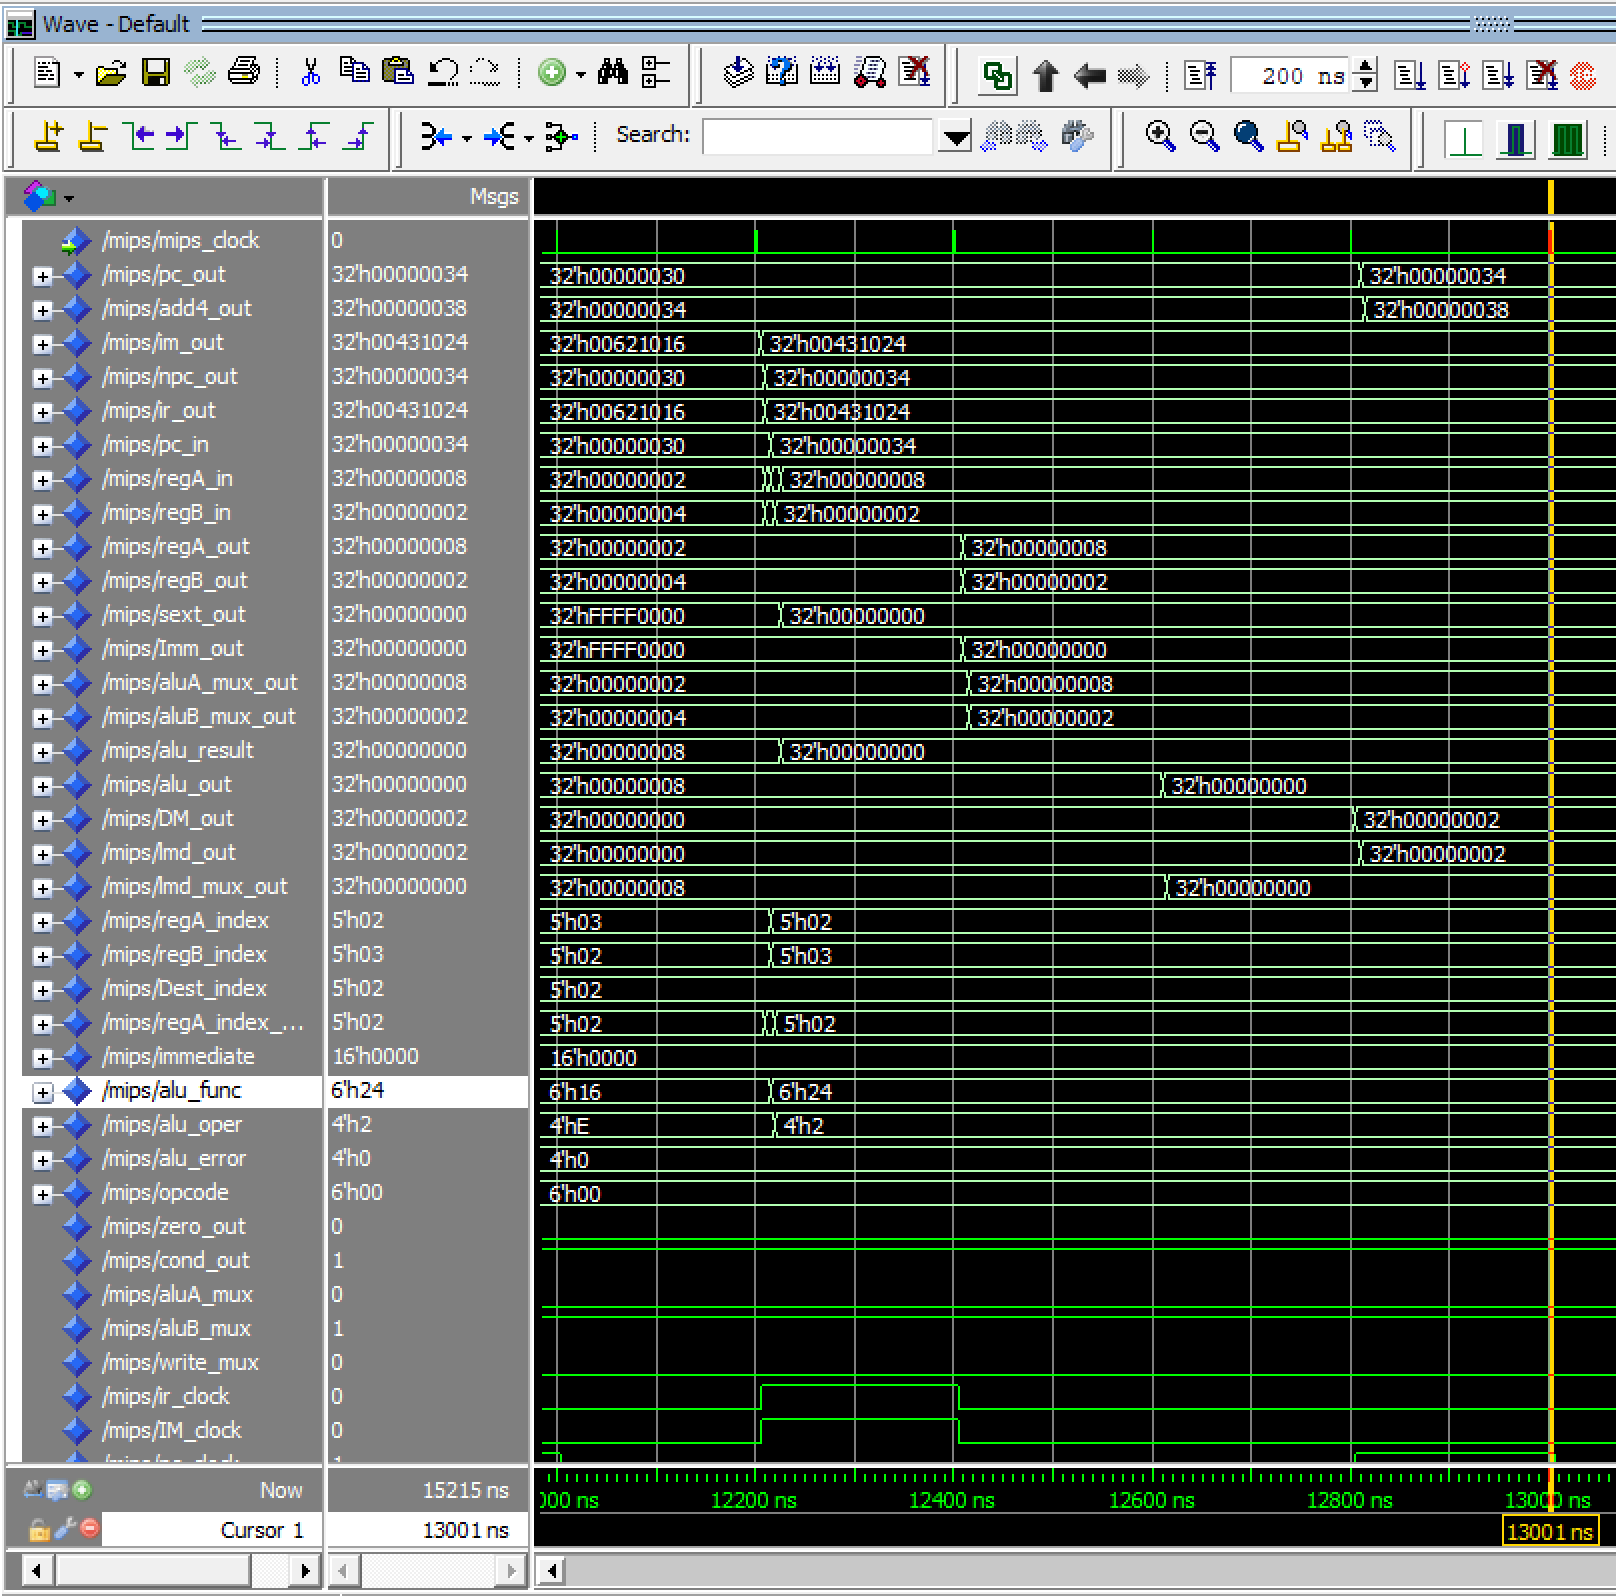 Wave - Default
200 ns
Search:
Msgs
/mips/mips_clock 0
/mips/pc_out 32'h00000034 32'h00000030 32'h00000034
/mips/add4_out 32'h00000038 32'h00000034 32'h00000038
/mips/im_out 32'h00431024 32'h00621016 32'h00431024
/mips/npc_out 32'h00000034 32'h00000030 32'h00000034
/mips/ir_out 32'h00431024 32'h00621016 32'h00431024
/mips/pc_in 32'h00000034 32'h00000030 32'h00000034
/mips/regA_in 32'h00000008 32'h00000002 32'h00000008
/mips/regB_in 32'h00000002 32'h00000004 32'h00000002
/mips/regA_out 32'h00000008 32'h00000002 32'h00000008
/mips/regB_out 32'h00000002 32'h00000004 32'h00000002
/mips/sext_out 32'h00000000 32'hFFFF0000 32'h00000000
/mips/Imm_out 32'h00000000 32'hFFFF0000 32'h00000000
/mips/aluA_mux_out 32'h00000008 32'h00000002 32'h00000008
/mips/aluB_mux_out 32'h00000002 32'h00000004 32'h00000002
/mips/alu_result 32'h00000000 32'h00000008 32'h00000000
/mips/alu_out 32'h00000000 32'h00000008 32'h00000000
/mips/DM_out 32'h00000002 32'h00000000 32'h00000002
/mips/lmd_out 32'h00000002 32'h00000000 32'h00000002
/mips/lmd_mux_out 32'h00000000 32'h00000008 32'h00000000
/mips/regA_index 5'h02 5'h03 5'h02
/mips/regB_index 5'h03 5'h02 5'h03
/mips/Dest_index 5'h02 5'h02
/mips/regA_index_... 5'h02 5'h02 5'h02
/mips/immediate 16'h0000 16'h0000
/mips/alu_func 6'h24 6'h16 6'h24
/mips/alu_oper 4'h2 4'hE 4'h2
/mips/alu_error 4'h0 4'h0
/mips/opcode 6'h00 6'h00
/mips/zero_out 0
/mips/cond_out 1
/mips/aluA_mux 0
/mips/aluB_mux 1
/mips/write_mux 0
/mips/ir_clock 0
/mips/IM_clock 0
Now 15215 ns 000 ns 12200 ns 12400 ns 12600 ns 12800 ns 13000 ns
Cursor 1 13001 ns 13001 ns